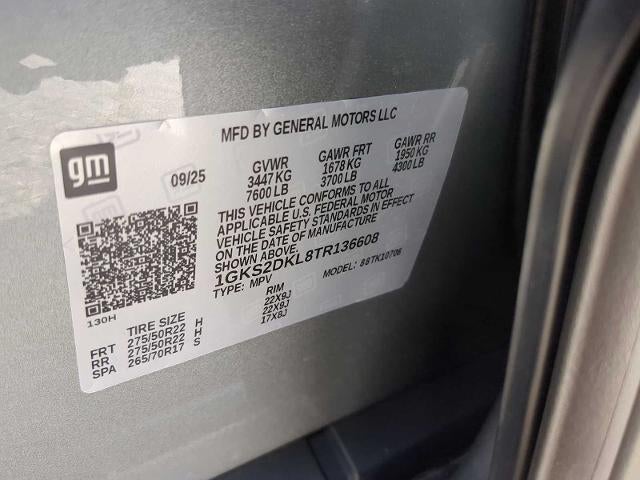 MFD BY GENERAL MOTORS LLC
gm
09/25
GVWR GAWR FRT GAWR RR
3447 KG 1678 KG 1950 KG
7600 LB 3700 LB 4300 LB
THIS VEHICLE CONFORMS TO ALL
APPLICABLE U.S. FEDERAL MOTOR
VEHICLE SAFETY STANDARDS IN EFFECT
ON THE DATE OF MANUFACTURE
SHOWN ABOVE.
1GKS2DKL8TR136608
TYPE: MPV MODEL: 88TK10706
130H
TIRE SIZE RIM
FRT 275/50R22 H 22X9J
RR 275/50R22 H 22X9J
SPA 265/70R17 S 17X8J